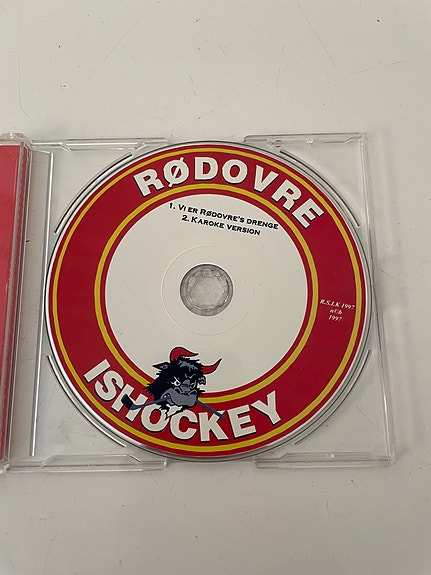 RØDOVRE
1. Vi er Rødovre's drenge
2. Karoke version
R.S.I.K 1997
n©b
1997
ISHOCKEY